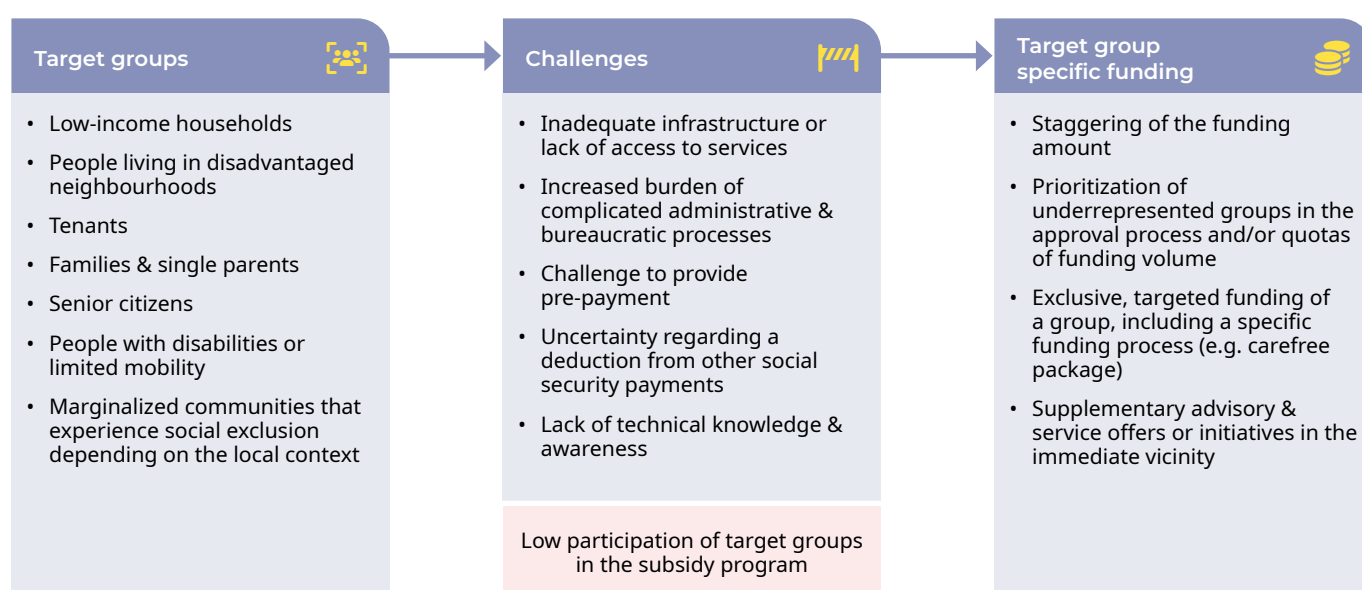 Target groups
• Low-income households
• People living in disadvantaged
neighbourhoods
• Tenants
• Families & single parents
• Senior citizens
• People with disabilities or
limited mobility
• Marginalized communities that
experience social exclusion
depending on the local context
Challenges
• Inadequate infrastructure or
lack of access to services
• Increased burden of
complicated administrative &
bureaucratic processes
• Challenge to provide
pre-payment
• Uncertainty regarding a
deduction from other social
security payments
• Lack of technical knowledge &
awareness
Low participation of target groups
in the subsidy program
Target group
specific funding
• Staggering of the funding
amount
• Prioritization of
underrepresented groups in the
approval process and/or quotas
of funding volume
• Exclusive, targeted funding of
a group, including a specific
funding process (e.g. carefree
package)
• Supplementary advisory &
service offers or initiatives in the
immediate vicinity